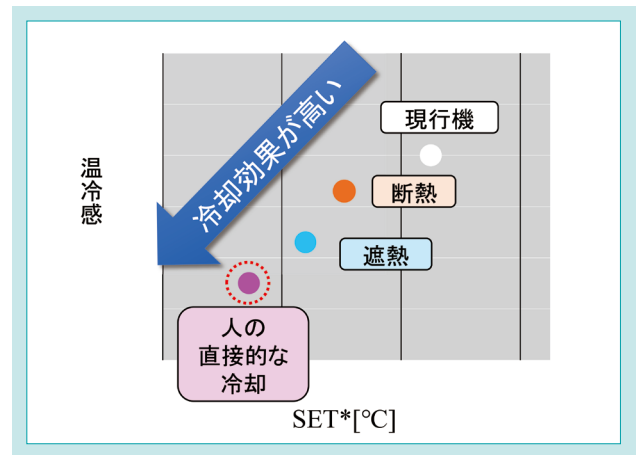 冷却効果が高い
現行機
断熱
温冷感
遮熱
人の
直接的な
冷却
SET*[℃]